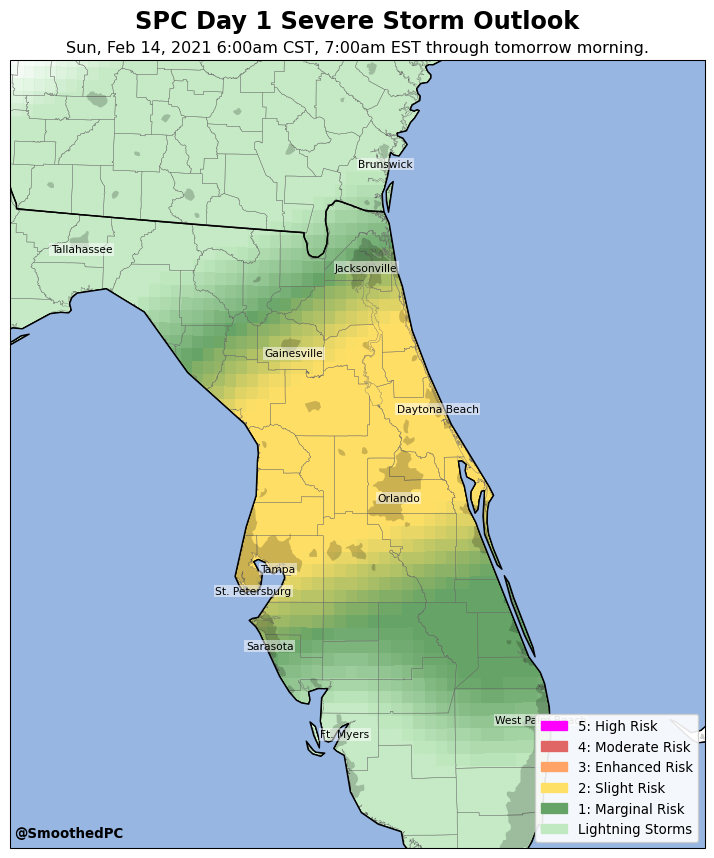 SPC Day 1 Severe Storm Outlook
Sun, Feb 14, 2021 6:00am CST, 7:00am EST through tomorrow morning.
Brunswick
Tallahassee
Jacksonville
Gainesville
Daytona Beach
Orlando
Tampa
St. Petersburg
Sarasota
West Pa
Ft. Myers
5: High Risk
4: Moderate Risk
3: Enhanced Risk
2: Slight Risk
1: Marginal Risk
Lightning Storms
@SmoothedPC